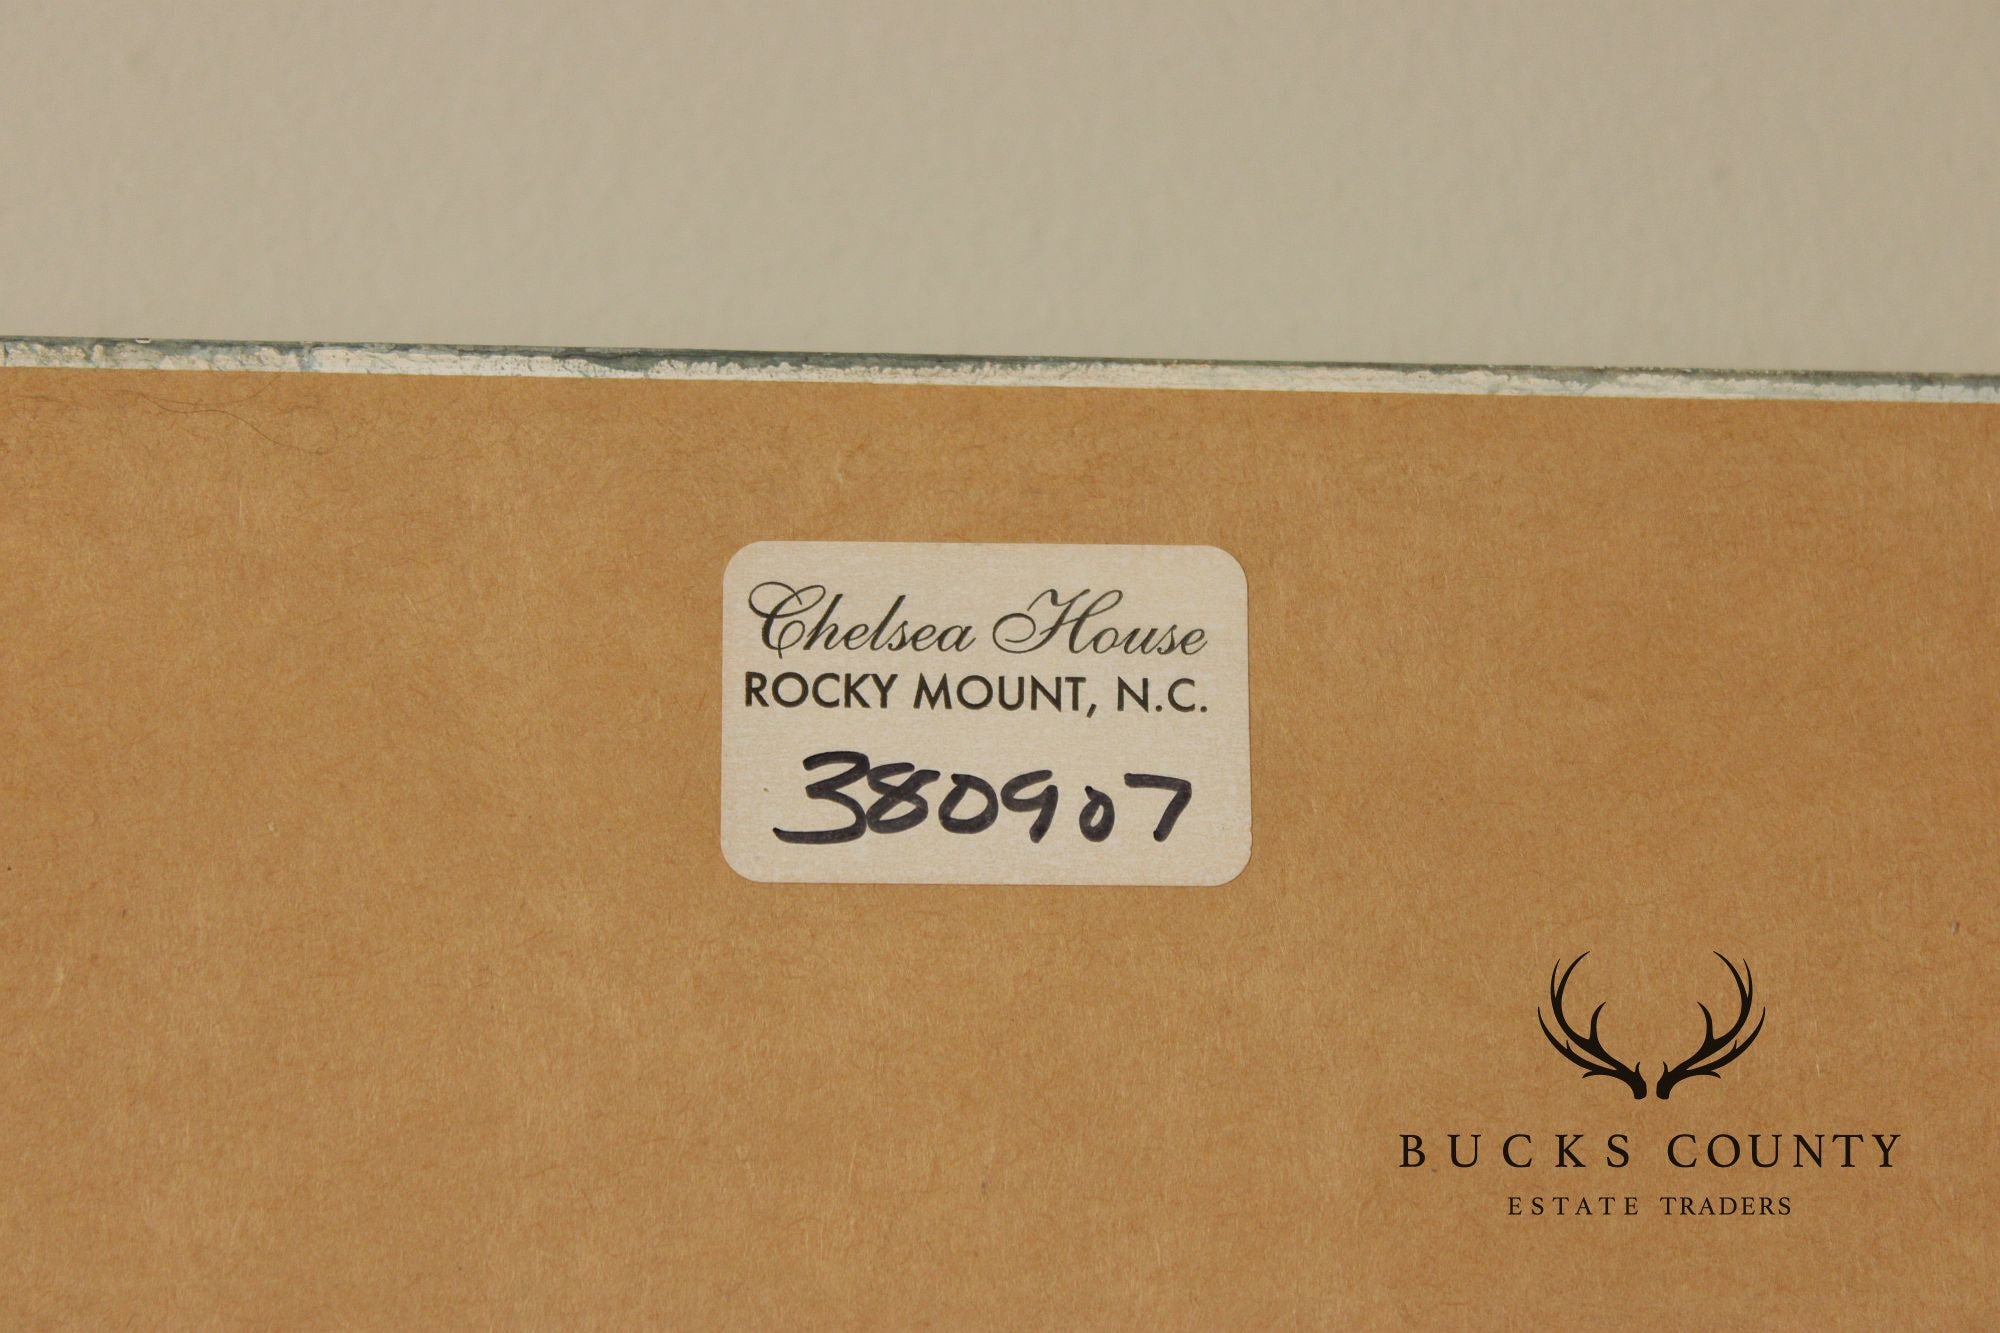 Chelsea House
ROCKY MOUNT, N.C.
380907
BUCKS COUNTY
ESTATE TRADERS